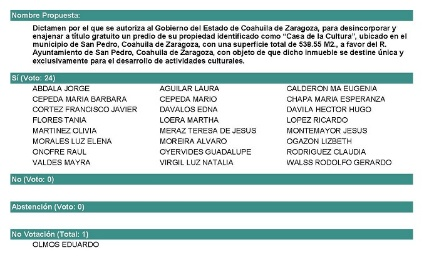 Nombre Propuesta:
Dictamen por el que se autoriza al Gobierno del Estado de Coahuila de Zaragoza, para desincorporar y
enajenar a título gratuito un predio de su propiedad identificado como "Casa de la Cultura", ubicado en el
municipio de San Pedro, Coahuila de Zaragoza, con una superficie total de 538.55 M2., a favor del R.
Ayuntamiento de San Pedro, Coahuila de Zaragoza, con objeto de que dicho inmueble se destine única y
exclusivamente para el desarrollo de actividades culturales.
Sí (Voto: 24)
ABDALA JORGE AGUILAR LAURA CALDERON MA EUGENIA
CEPEDA MARIA BARBARA CEPEDA MARIO CHAPA MARIA ESPERANZA
CORTEZ FRANCISCO JAVIER DAVALOS EDNA DAVILA HECTOR HUGO
FLORES TANIA LOERA MARTHA LOPEZ RICARDO
MARTINEZ OLIVIA MERAZ TERESA DE JESUS MONTEMAYOR JESUS
MORALES LUZ ELENA MOREIRA ALVARO OGAZON LIZBETH
ONOFRE RAUL OYERVIDES GUADALUPE RODRIGUEZ CLAUDIA
VALDES MAYRA VIRGIL LUZ NATALIA WALSS RODOLFO GERARDO
No (Voto: 0)
Abstención (Voto: 0)
No Votación (Total: 1)
OLMOS EDUARDO